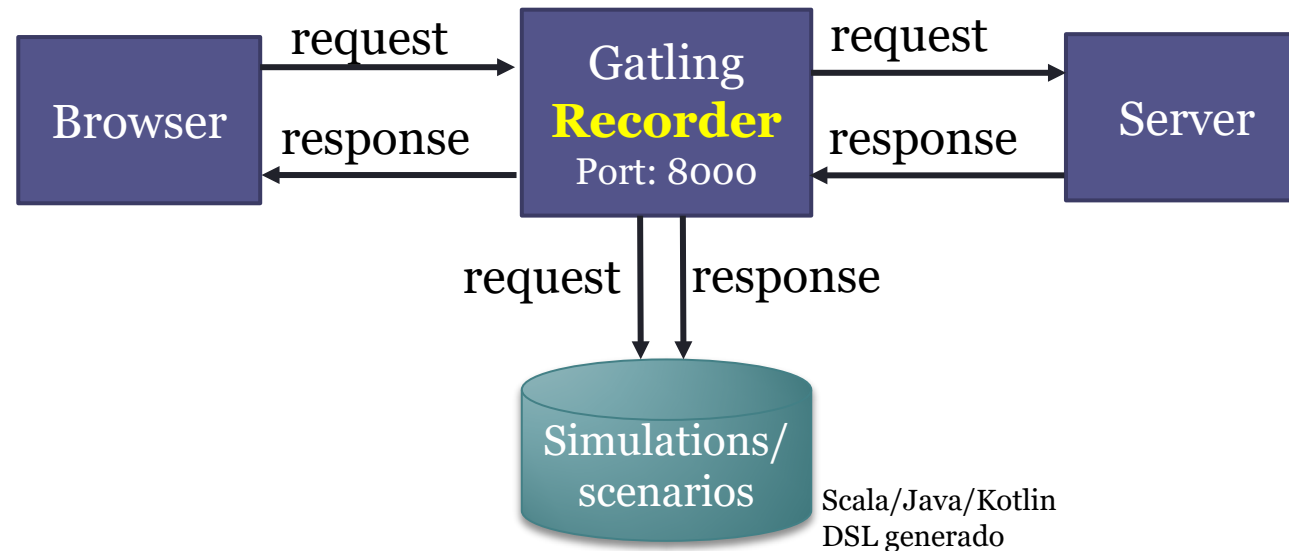 request
request
Browser
Gatling
Recorder
Port: 8000
Server
response
response
request
response
Simulations/
scenarios
Scala/Java/Kotlin
DSL generado